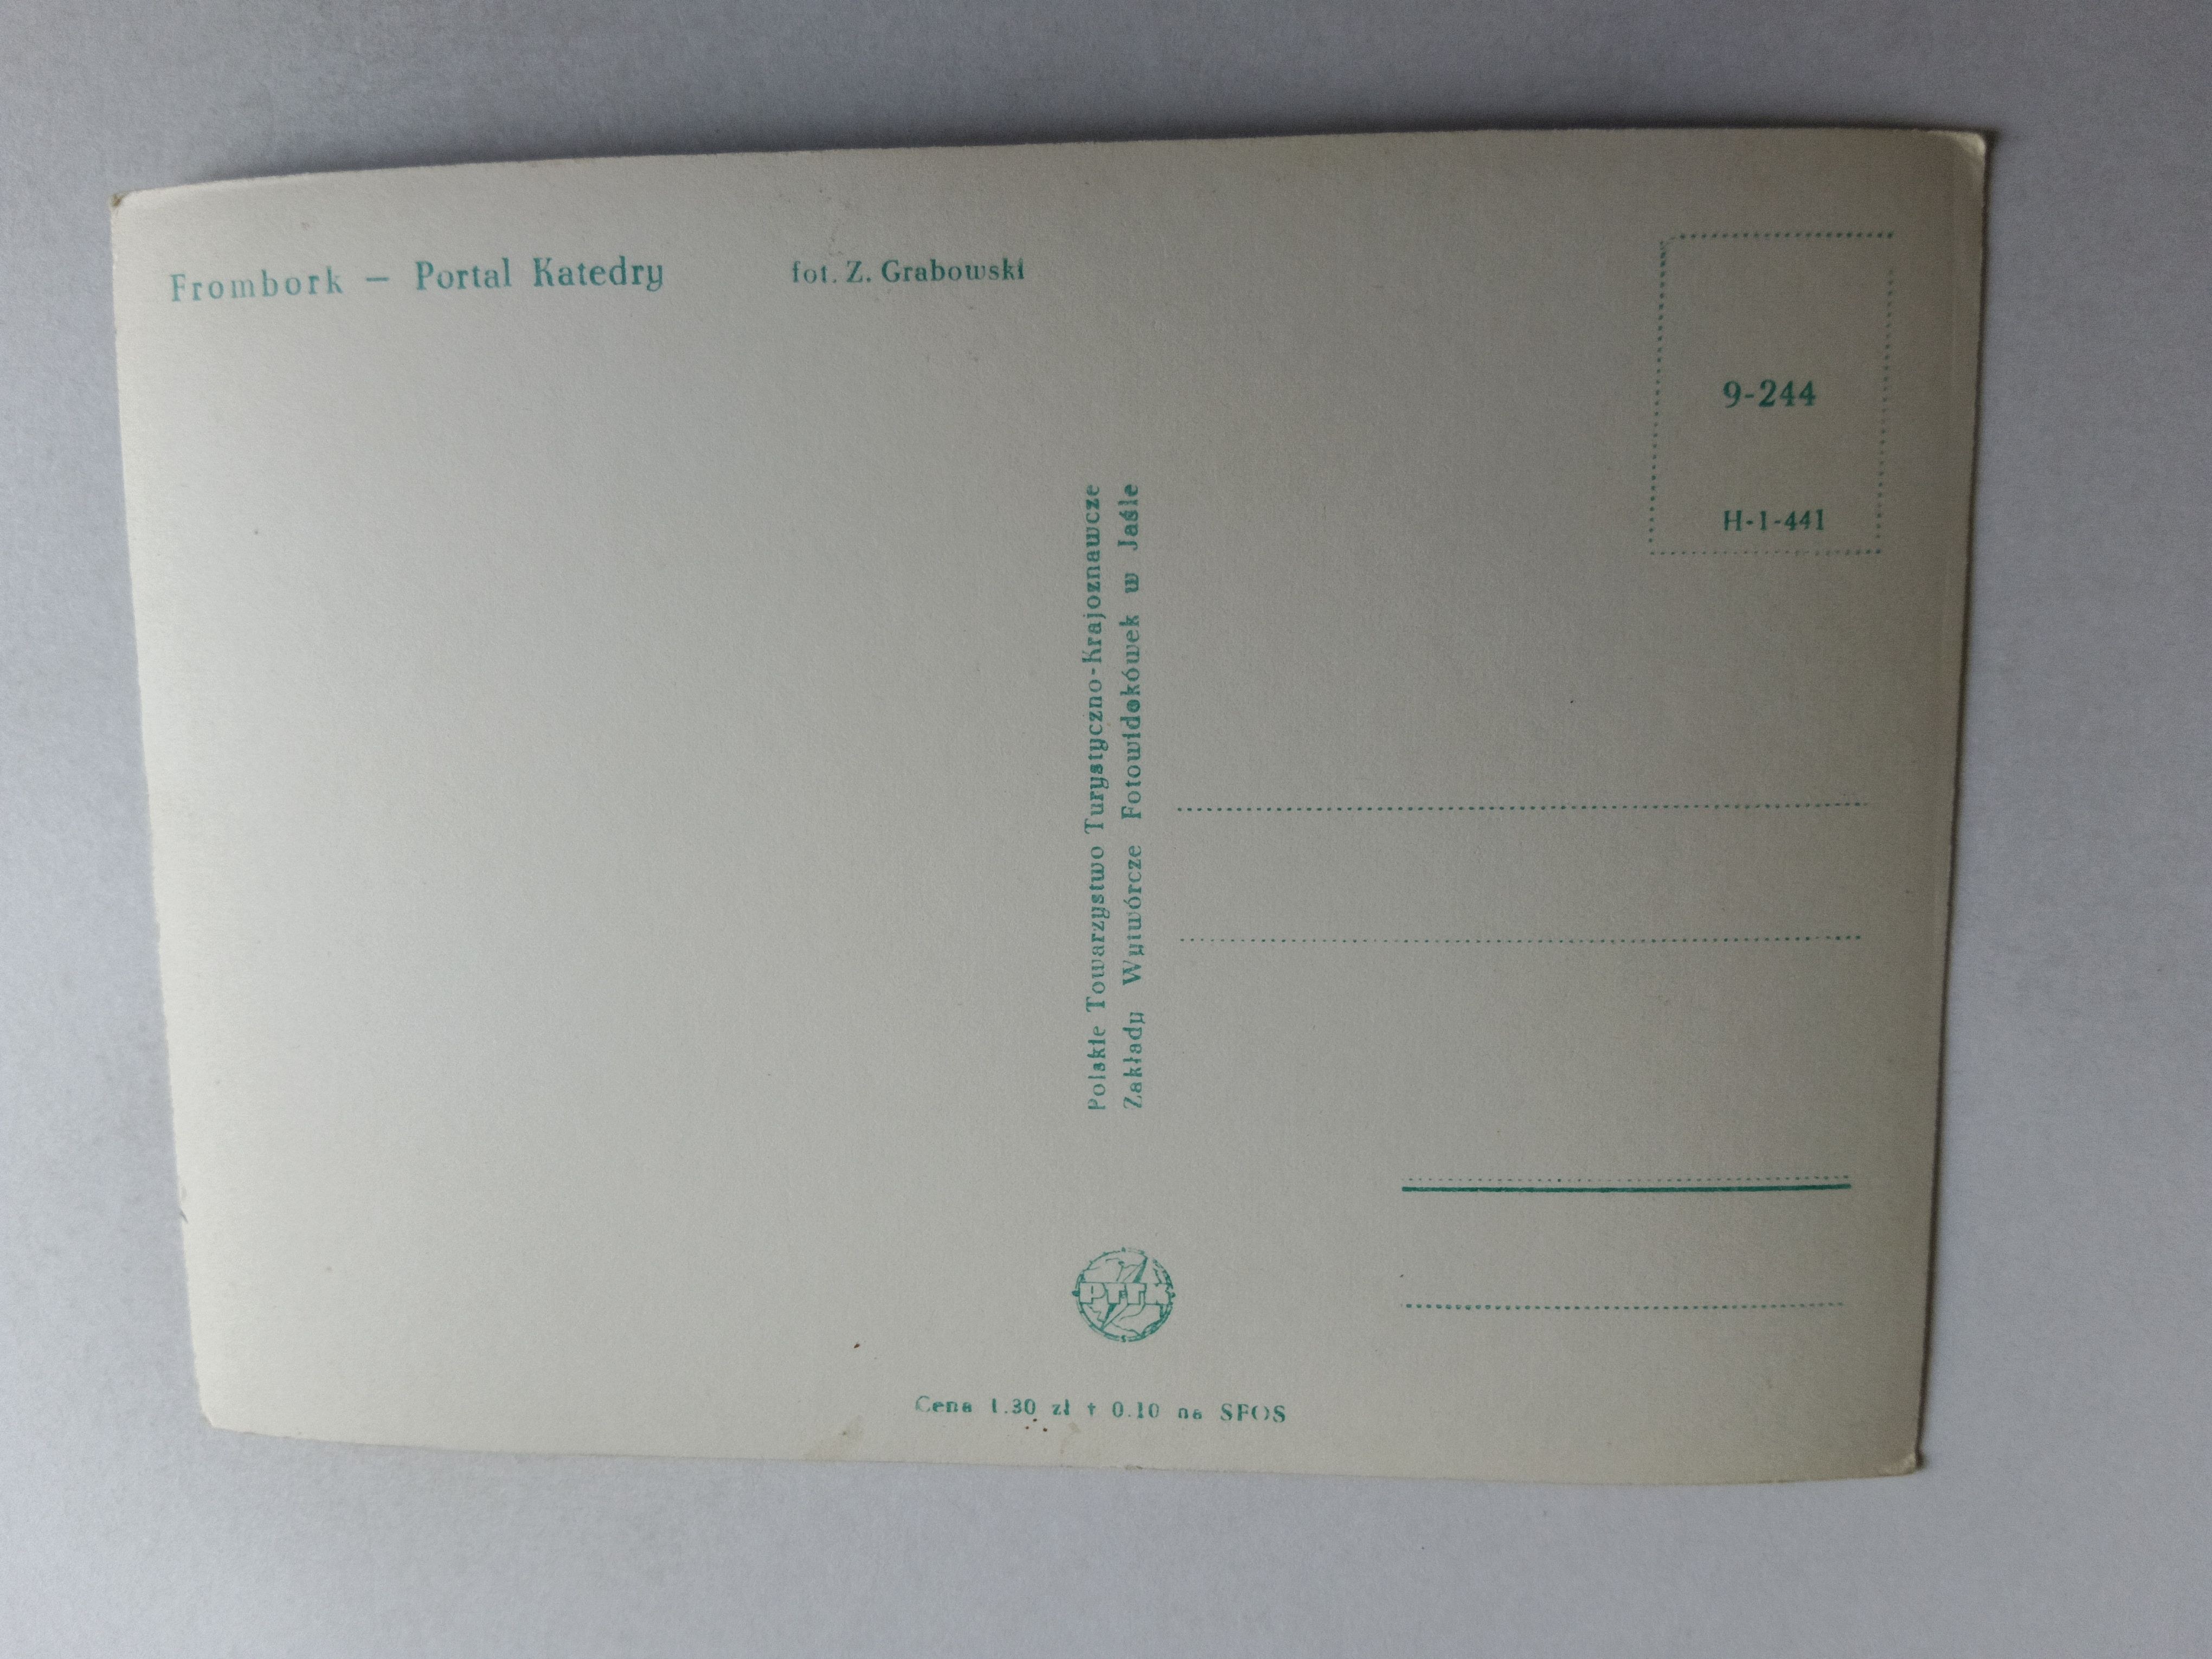 Frombork — Portal Katedry fot. Z. Grabowski
9-244
H-1-441
Polskie Towarzystwo Turystyczno-Krajoznawcze
Zakłady Wytwórcze Fotowidokówek w Jaśle
PTTK
Cena 1.30 zł + 0.10 na SFOS